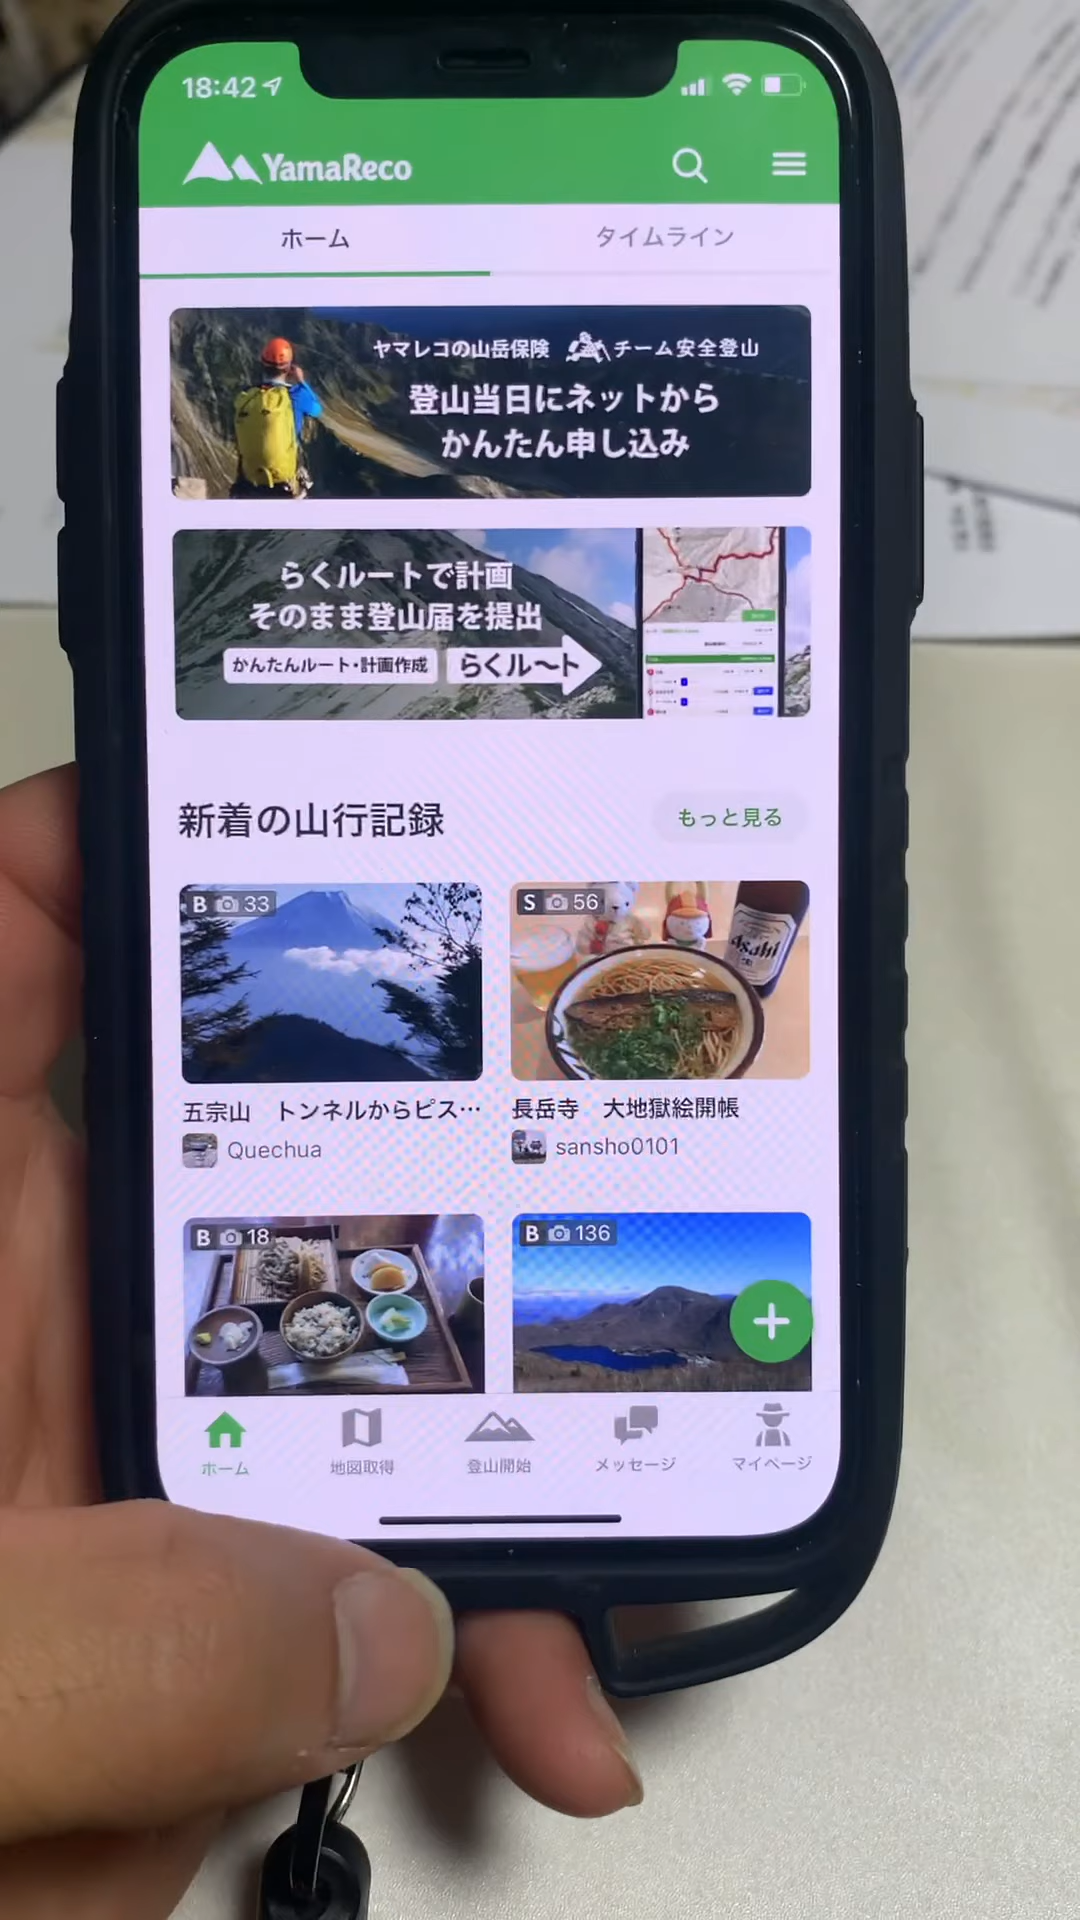 18:42
YamaReco
ホーム
タイムライン
ヤマレコの山岳保険 チーム安全登山
登山当日にネットから
かんたん申し込み
らくルートで計画
そのまま登山届を提出
かんたんルート・計画作成 らくル〜ト
新着の山行記録
もっと見る
B 33
S 56
Asahi
五宗山 トンネルからピス…
長岳寺 大地獄絵開帳
Quechua
sansho0101
B 18
B 136
ホーム
地図取得
登山開始
メッセージ
マイページ